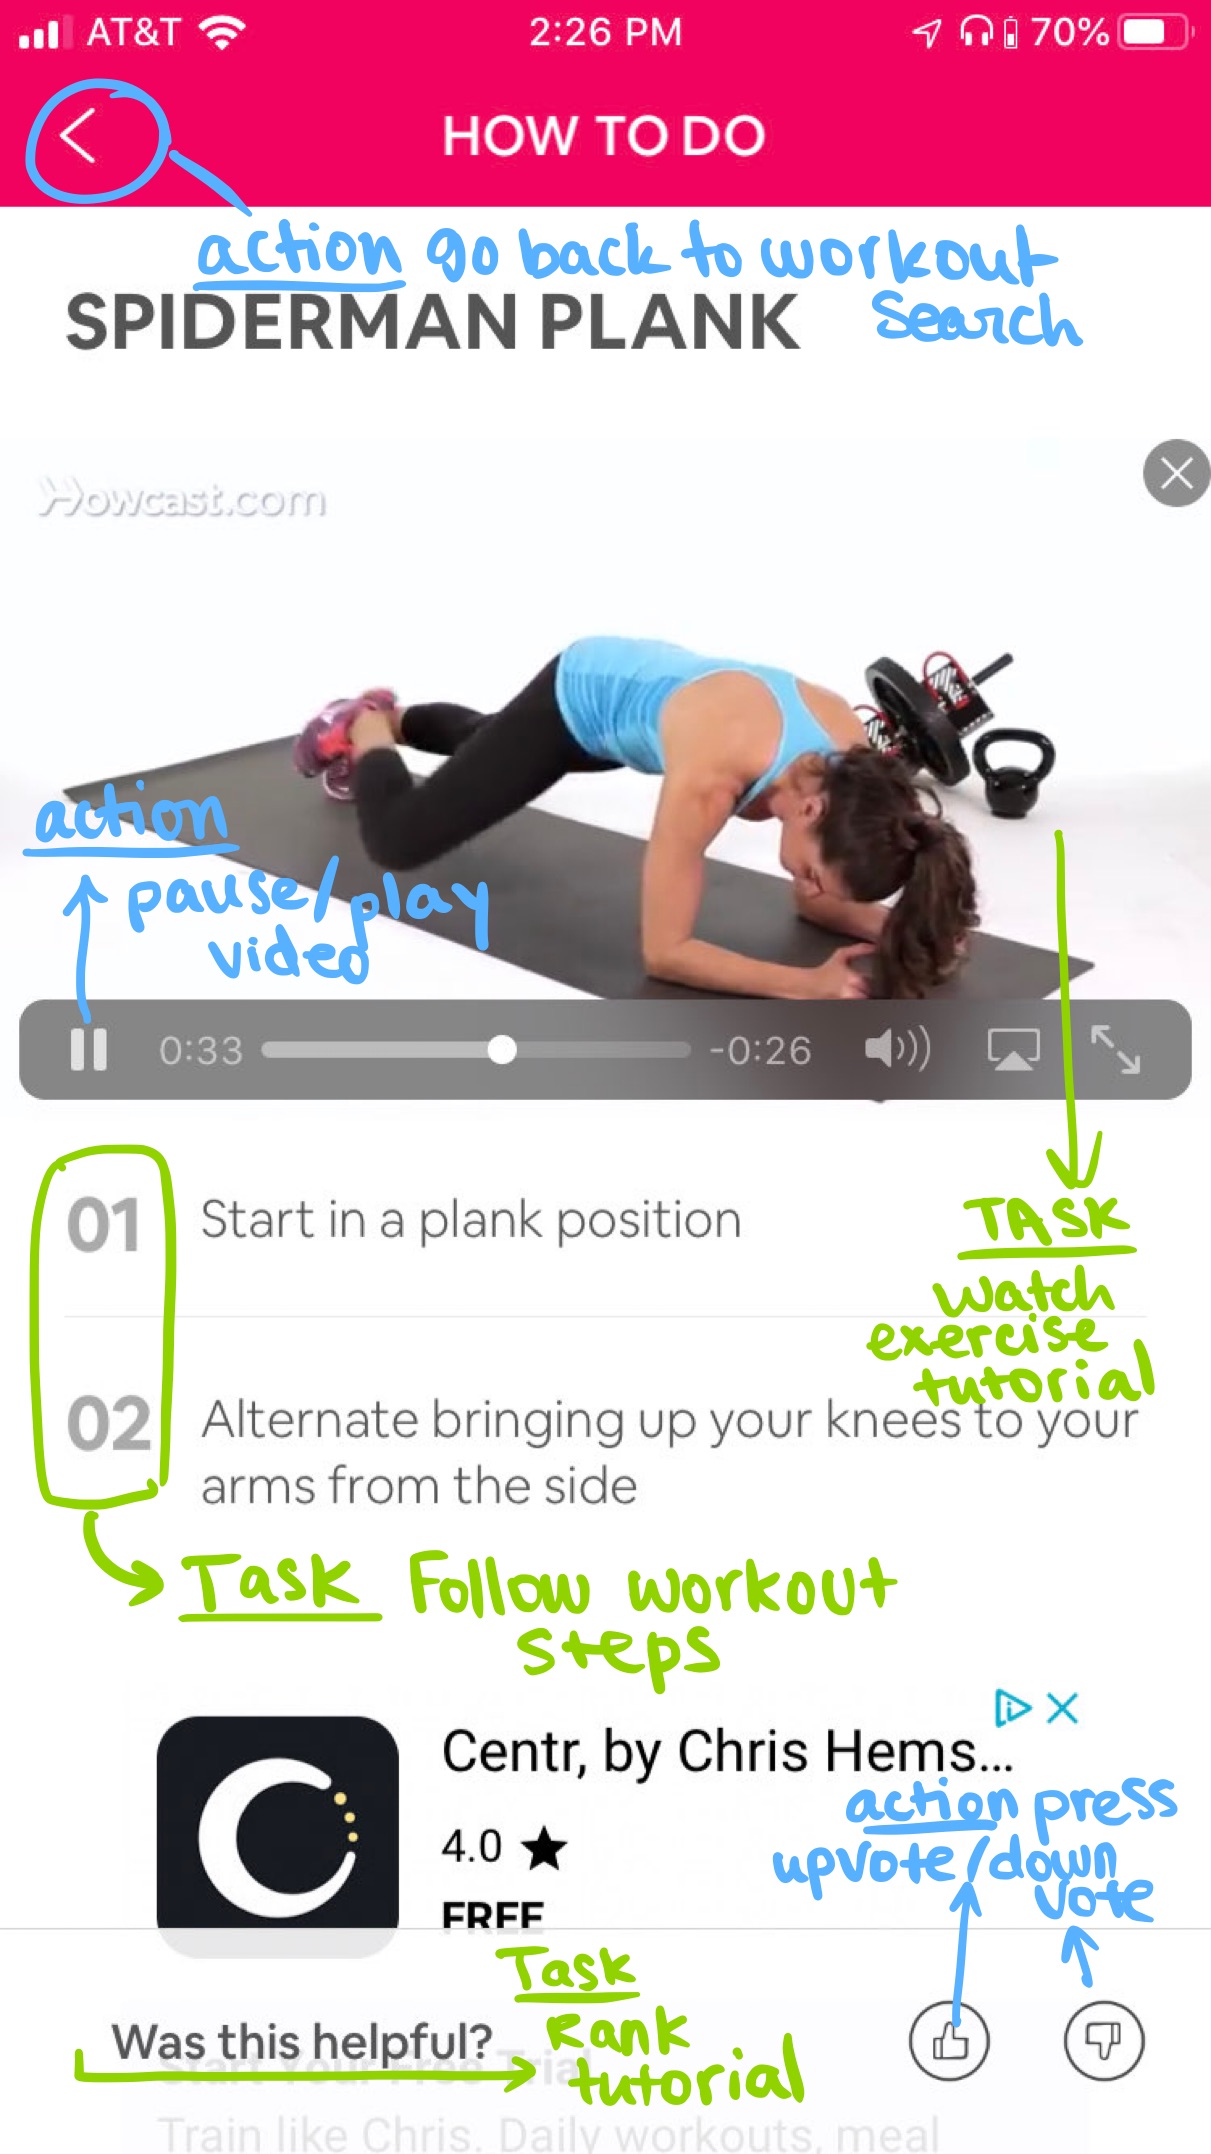 AT&T 2:26 PM 70%
HOW TO DO
action go back to workout
search
SPIDERMAN PLANK
Howcast.com
action
pause/play
video
0:33 -0:26
01 Start in a plank position
TASK
watch
exercise
tutorial
02 Alternate bringing up your knees to your
arms from the side
Task Follow workout
steps
Centr, by Chris Hems...
4.0
FREE
action press
upvote/down
vote
Task
Rank
tutorial
Was this helpful?
Start Your Free Trial
Train like Chris. Daily workouts, meal